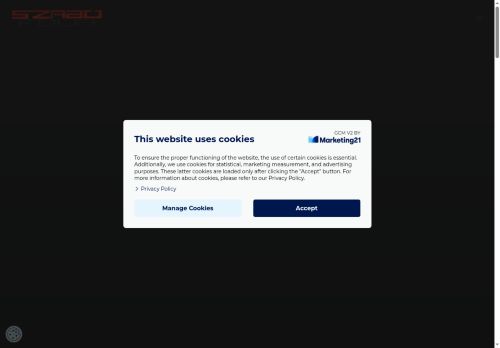 SZABO
This website uses cookies
GCM V2 BY
Marketing21
To ensure the proper functioning of the website, the use of certain cookies is essential.
Additionally, we use cookies for statistical, marketing measurement, and advertising
purposes. These latter cookies are loaded only after clicking the "Accept" button. For
more information about cookies, please refer to our Privacy Policy.
Privacy Policy
Manage Cookies
Accept